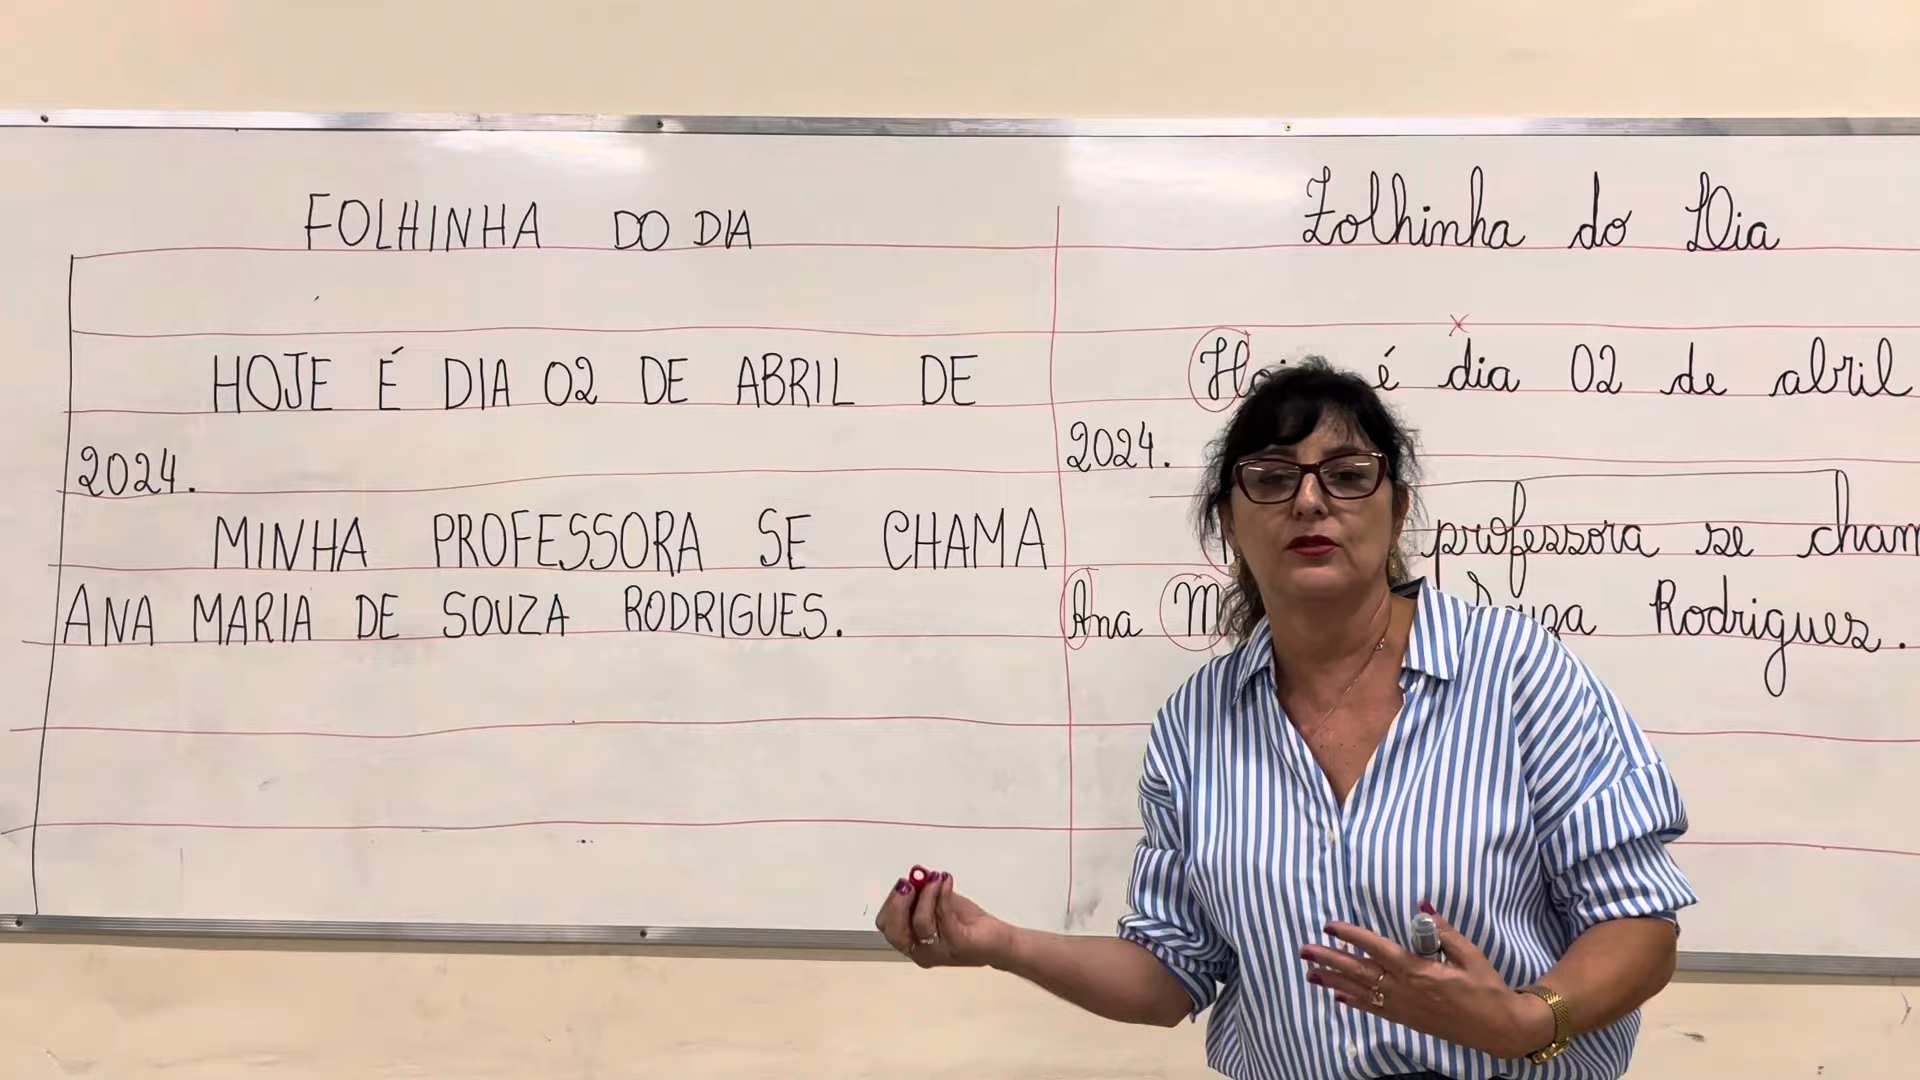 FOLHINHA DO DIA
HOJE É DIA 02 DE ABRIL DE
2024.
MINHA PROFESSORA SE CHAMA
ANA MARIA DE SOUZA RODRIGUES.
Folhinha do Dia
é dia 02 de abril
2024.
professora se cham
Ana Rodrigues.